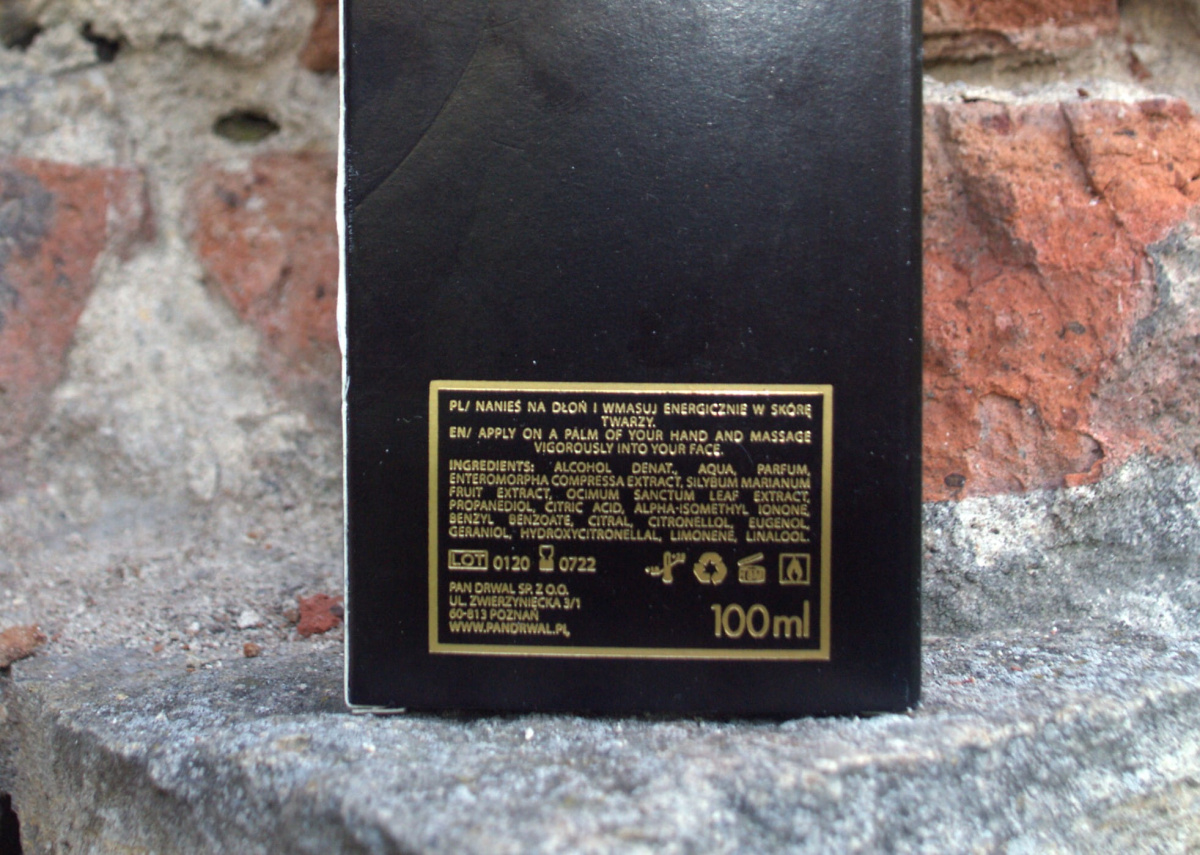 PL/ NANIEŚ NA DŁOŃ I WMASUJ ENERGICZNIE W SKÓRĘ
TWARZY.
EN/ APPLY ON A PALM OF YOUR HAND AND MASSAGE
VIGOROUSLY INTO YOUR FACE.
INGREDIENTS: ALCOHOL DENAT., AQUA, PARFUM,
ENTEROMORPHA COMPRESSA EXTRACT, SILYBUM MARIANUM
FRUIT EXTRACT, OCIMUM SANCTUM LEAF EXTRACT,
PROPANEDIOL, CITRIC ACID, ALPHA-ISOMETHYL IONONE,
BENZYL BENZOATE, CITRAL, CITRONELLOL, EUGENOL,
GERANIOL, HYDROXYCITRONELLAL, LIMONENE, LINALOOL.
LOT 0120 0722
PAN DRWAL SP. Z O.O.
UL. ZWIERZYNIECKA 3/1
60-813 POZNAŃ
WWW.PANDRWAL.PL
100ml